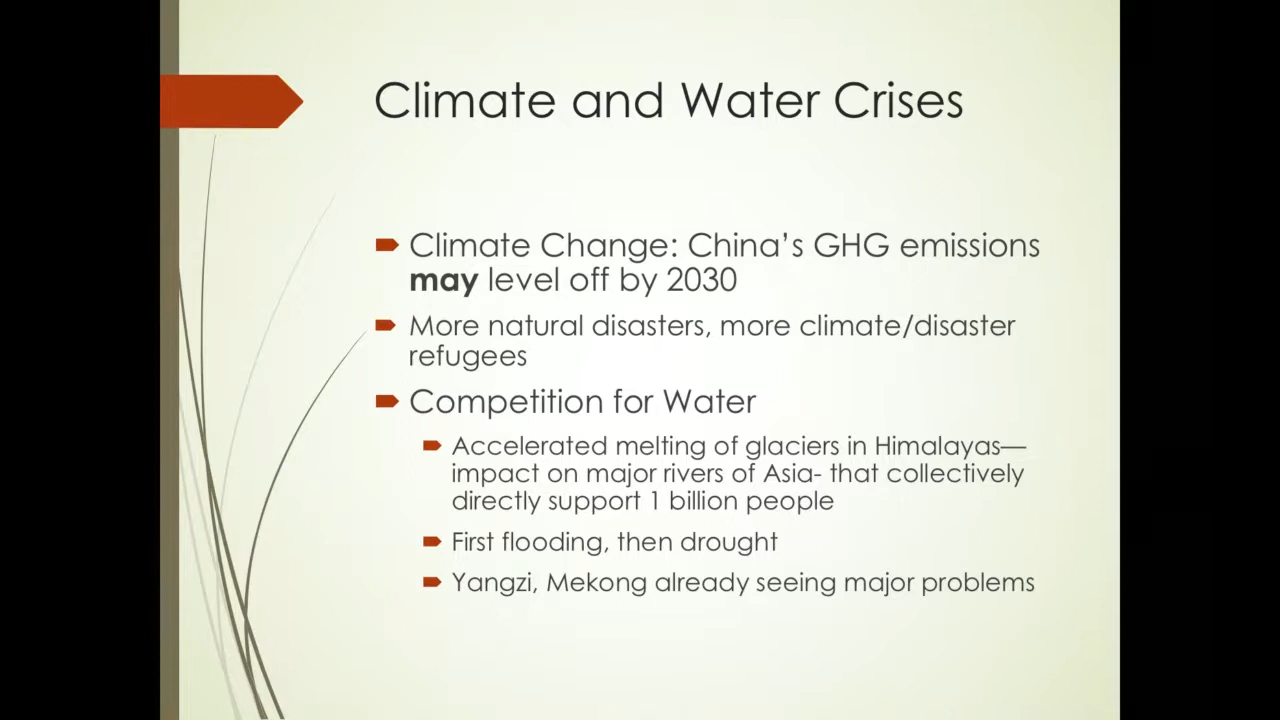 Climate and Water Crises
Climate Change: China’s GHG emissions
may level off by 2030
More natural disasters, more climate/disaster
refugees
Competition for Water
Accelerated melting of glaciers in Himalayas—
impact on major rivers of Asia- that collectively
directly support 1 billion people
First flooding, then drought
Yangzi, Mekong already seeing major problems